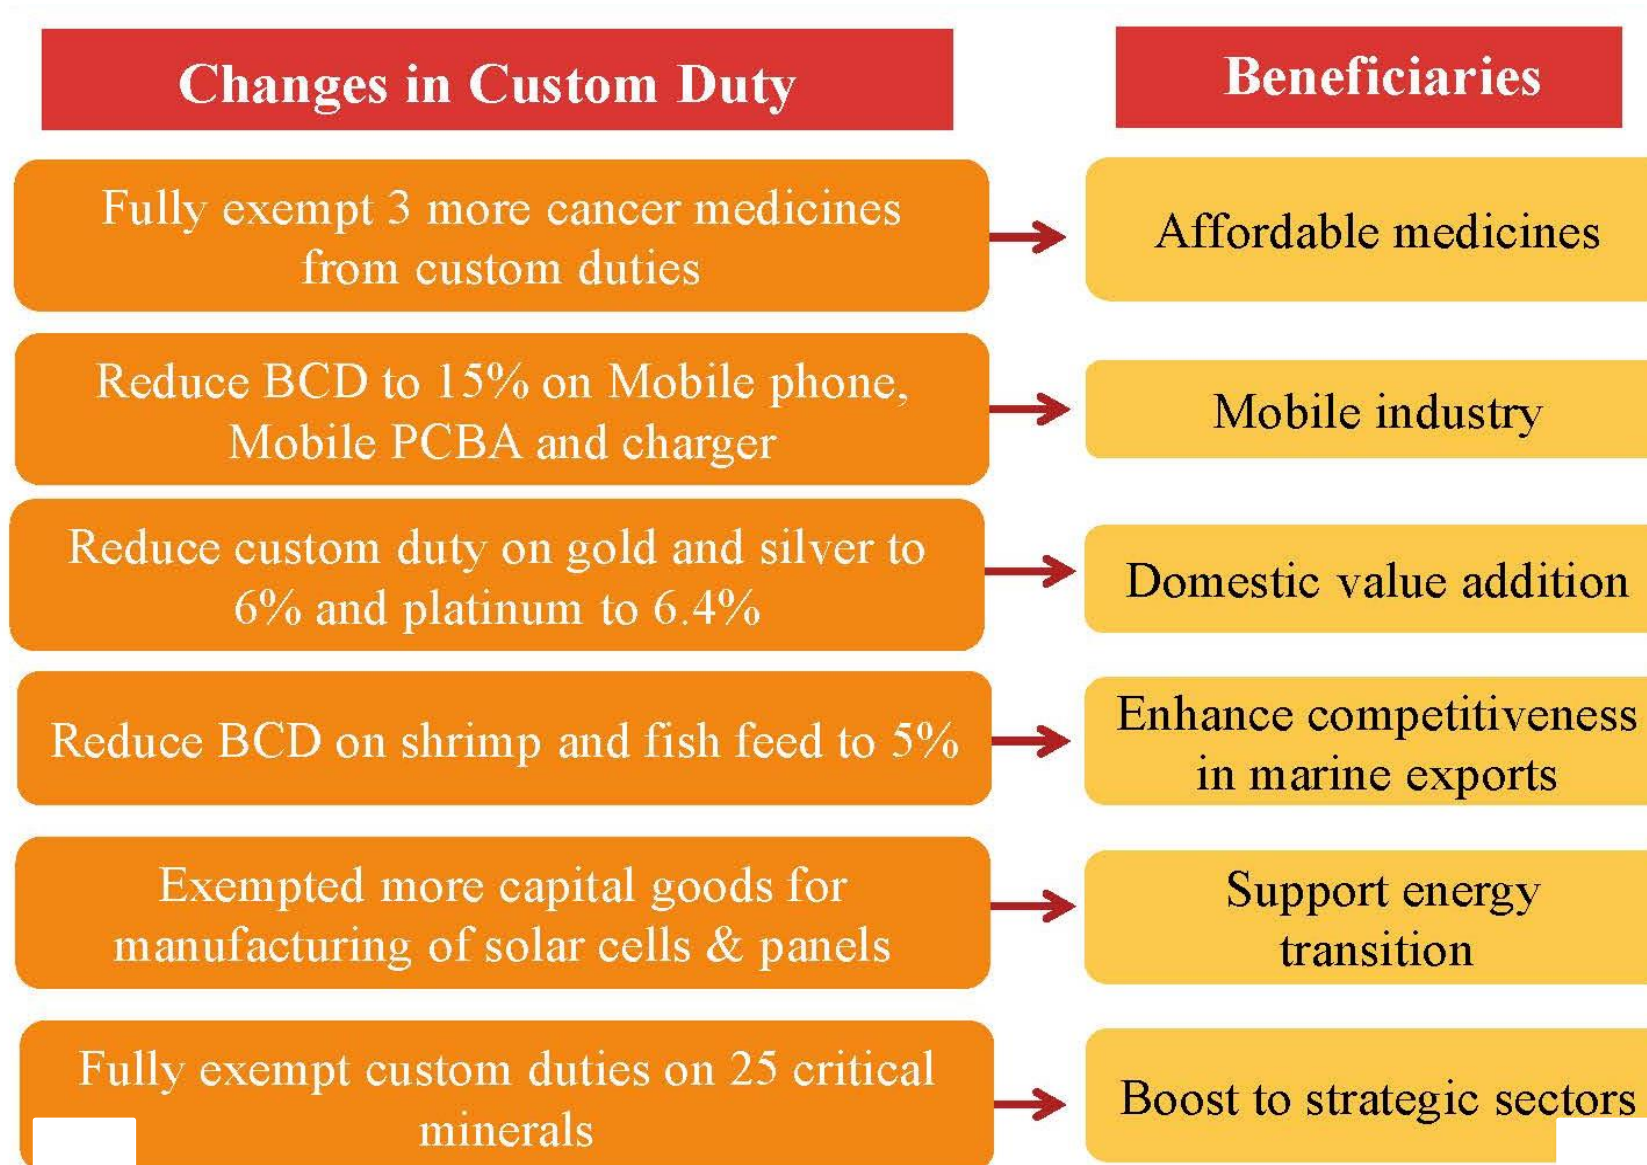 Changes in Custom Duty
Beneficiaries
Fully exempt 3 more cancer medicines
from custom duties
Affordable medicines
Reduce BCD to 15% on Mobile phone,
Mobile PCBA and charger
Mobile industry
Reduce custom duty on gold and silver to
6% and platinum to 6.4%
Domestic value addition
Reduce BCD on shrimp and fish feed to 5%
Enhance competitiveness
in marine exports
Exempted more capital goods for
manufacturing of solar cells & panels
Support energy
transition
Fully exempt custom duties on 25 critical
minerals
Boost to strategic sectors